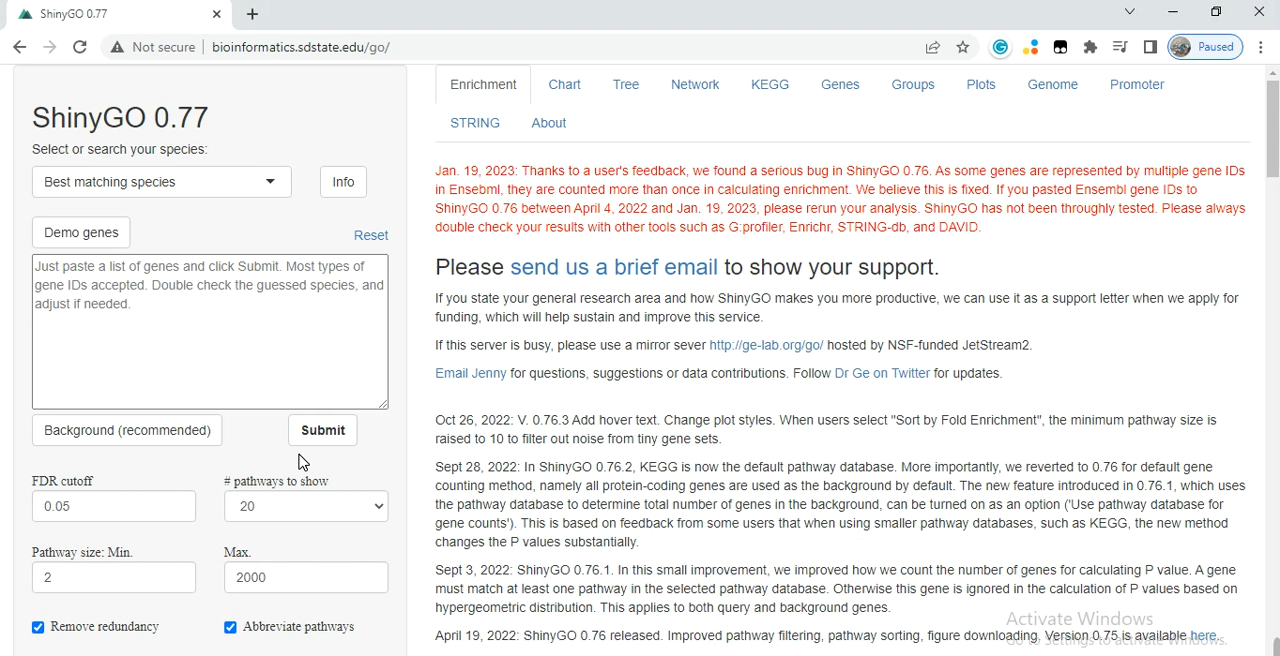 ShinyGO 0.77
Not secure
bioinformatics.sdstate.edu/go/
Paused
ShinyGO 0.77
Select or search your species:
Best matching species
Info
Demo genes
Reset
Just paste a list of genes and click Submit. Most types of
gene IDs accepted. Double check the guessed species, and
adjust if needed.
Background (recommended)
Submit
FDR cutoff
# pathways to show
0.05
20
Pathway size: Min.
Max.
2
2000
Remove redundancy
Abbreviate pathways
Enrichment
Chart
Tree
Network
KEGG
Genes
Groups
Plots
Genome
Promoter
STRING
About
Jan. 19, 2023: Thanks to a user's feedback, we found a serious bug in ShinyGO 0.76. As some genes are represented by multiple gene IDs
in Ensebml, they are counted more than once in calculating enrichment. We believe this is fixed. If you pasted Ensembl gene IDs to
ShinyGO 0.76 between April 4, 2022 and Jan. 19, 2023, please rerun your analysis. ShinyGO has not been throughly tested. Please always
double check your results with other tools such as G:profiler, Enrichr, STRING-db, and DAVID.
Please send us a brief email to show your support.
If you state your general research area and how ShinyGO makes you more productive, we can use it as a support letter when we apply for
funding, which will help sustain and improve this service.
If this server is busy, please use a mirror sever http://ge-lab.org/go/ hosted by NSF-funded JetStream2.
Email Jenny for questions, suggestions or data contributions. Follow Dr Ge on Twitter for updates.
Oct 26, 2022: V. 0.76.3 Add hover text. Change plot styles. When users select "Sort by Fold Enrichment", the minimum pathway size is
raised to 10 to filter out noise from tiny gene sets.
Sept 28, 2022: In ShinyGO 0.76.2, KEGG is now the default pathway database. More importantly, we reverted to 0.76 for default gene
counting method, namely all protein-coding genes are used as the background by default. The new feature introduced in 0.76.1, which uses
the pathway database to determine total number of genes in the background, can be turned on as an option ('Use pathway database for
gene counts'). This is based on feedback from some users that when using smaller pathway databases, such as KEGG, the new method
changes the P values substantially.
Sept 3, 2022: ShinyGO 0.76.1. In this small improvement, we improved how we count the number of genes for calculating P value. A gene
must match at least one pathway in the selected pathway database. Otherwise this gene is ignored in the calculation of P values based on
hypergeometric distribution. This applies to both query and background genes.
April 19, 2022: ShinyGO 0.76 released. Improved pathway filtering, pathway sorting, figure downloading. Version 0.75 is available here.
Activate Windows
Go to Settings to activate Windows.